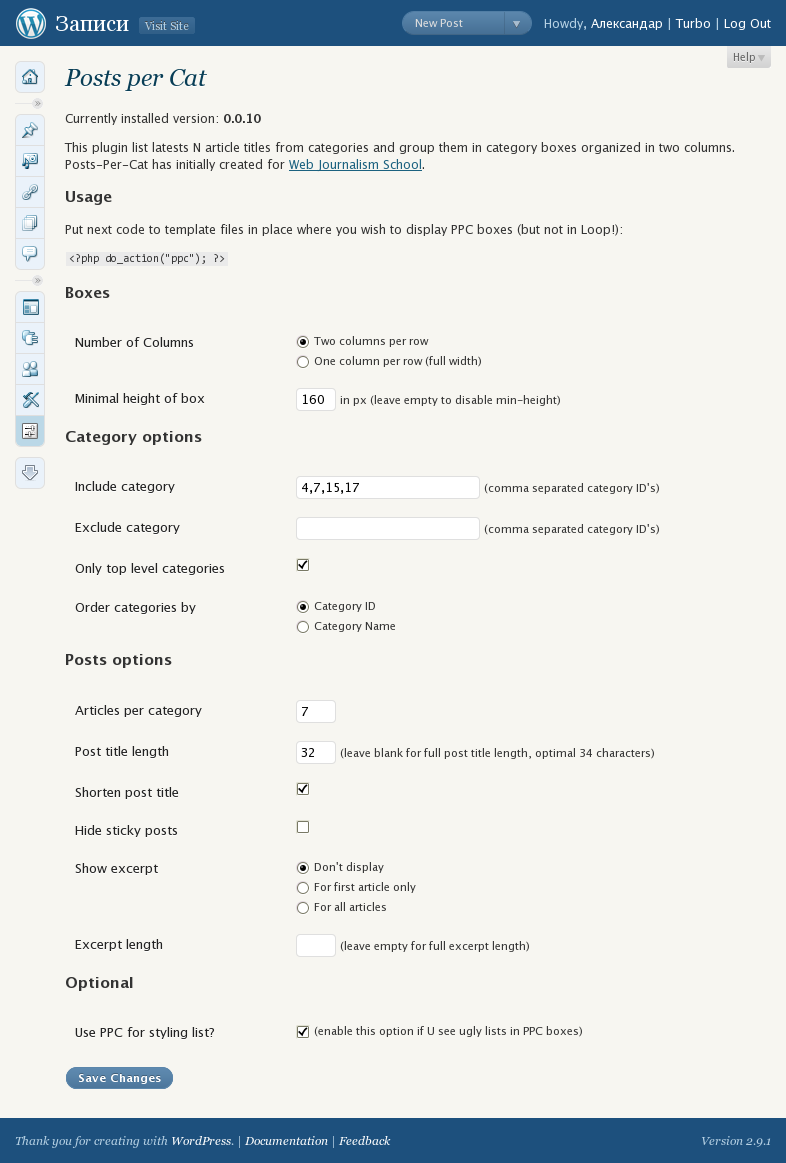 Записи Visit Site New Post Howdy, Александар | Turbo | Log Out
Help
Posts per Cat
Currently installed version: 0.0.10
This plugin list latests N article titles from categories and group them in category boxes organized in two columns.
Posts-Per-Cat has initially created for Web Journalism School.
Usage
Put next code to template files in place where you wish to display PPC boxes (but not in Loop!):
<?php do_action("ppc"); ?>
Boxes
Number of Columns Two columns per row
One column per row (full width)
Minimal height of box 160 in px (leave empty to disable min-height)
Category options
Include category 4,7,15,17 (comma separated category ID's)
Exclude category (comma separated category ID's)
Only top level categories
Order categories by Category ID
Category Name
Posts options
Articles per category 7
Post title length 32 (leave blank for full post title length, optimal 34 characters)
Shorten post title
Hide sticky posts
Show excerpt Don't display
For first article only
For all articles
Excerpt length (leave empty for full excerpt length)
Optional
Use PPC for styling list? (enable this option if U see ugly lists in PPC boxes)
Save Changes
Thank you for creating with WordPress. | Documentation | Feedback Version 2.9.1